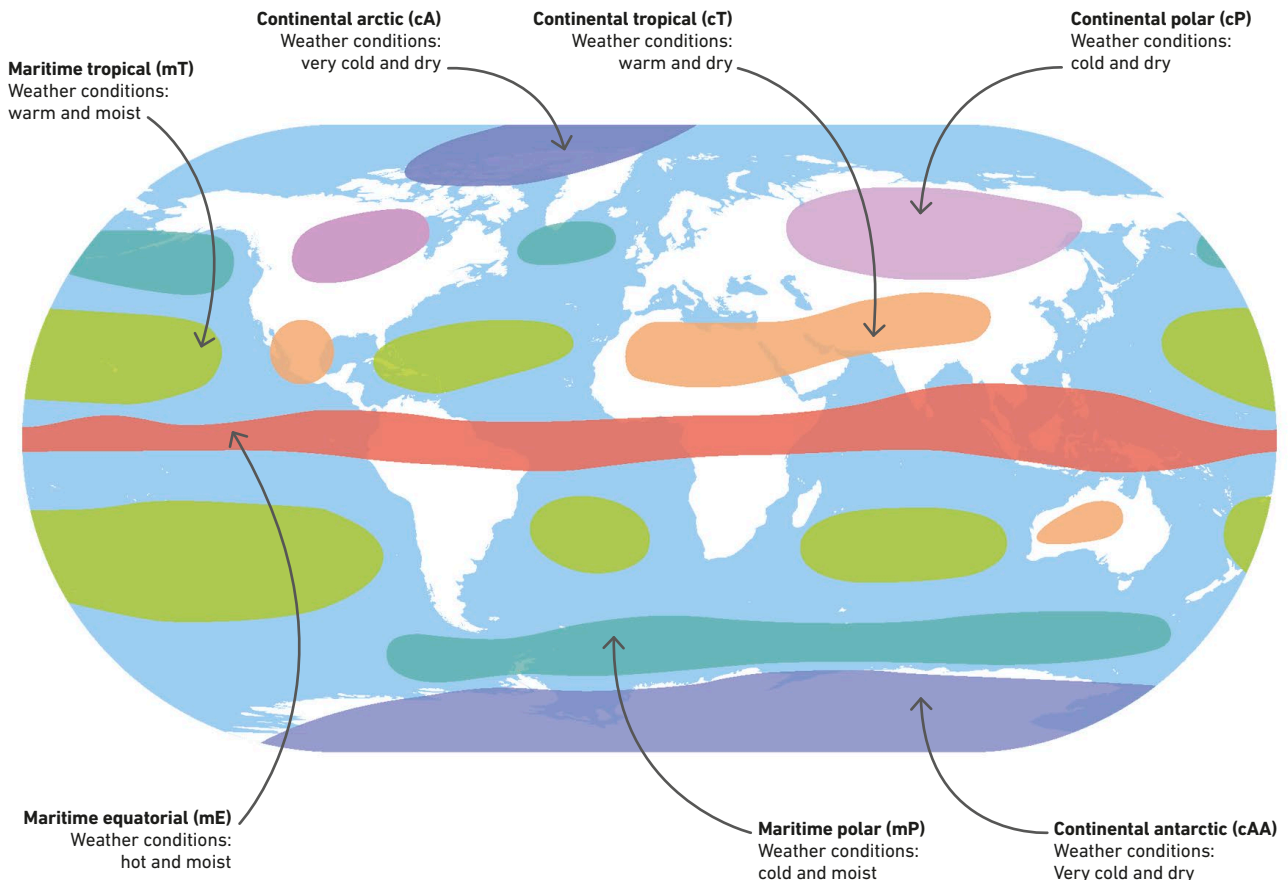 Continental arctic (cA)
Weather conditions:
very cold and dry
Continental tropical (cT)
Weather conditions:
warm and dry
Continental polar (cP)
Weather conditions:
cold and dry
Maritime tropical (mT)
Weather conditions:
warm and moist
Maritime equatorial (mE)
Weather conditions:
hot and moist
Maritime polar (mP)
Weather conditions:
cold and moist
Continental antarctic (cAA)
Weather conditions:
Very cold and dry